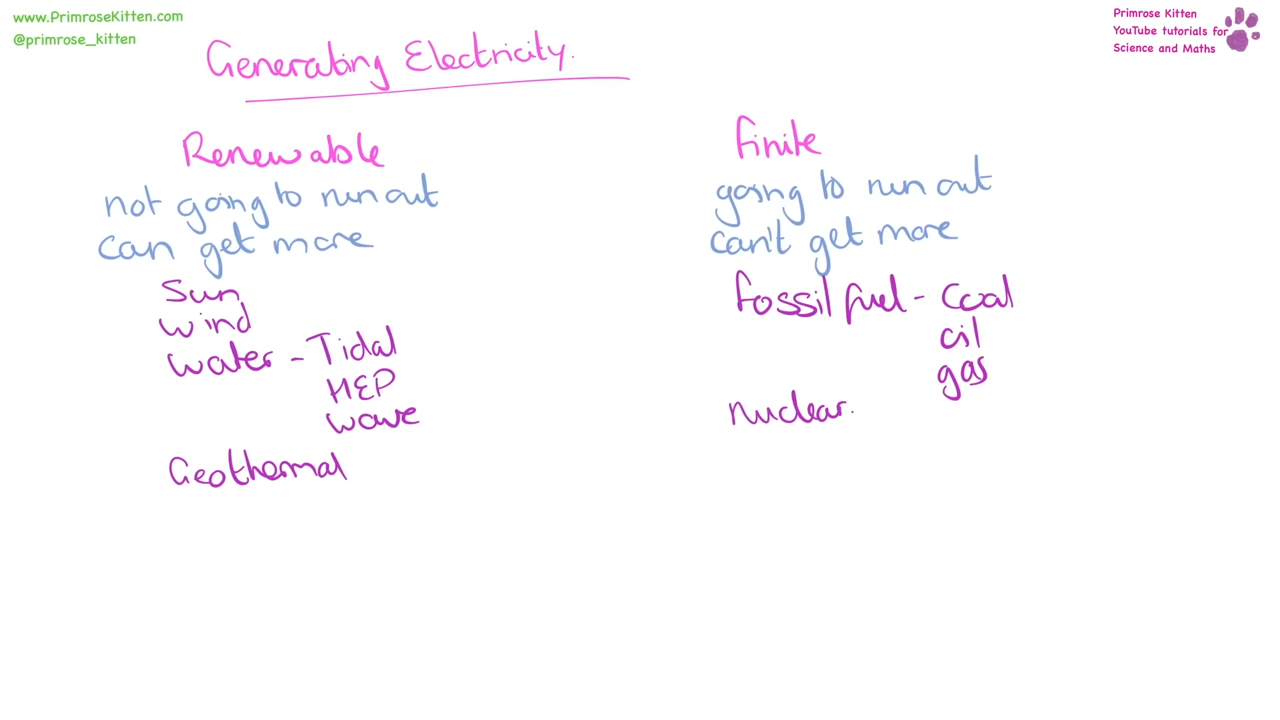 www.PrimroseKitten.com
@primrose_kitten
Primrose Kitten
YouTube tutorials for
Science and Maths
Generating Electricity.
Renewable
not going to run out
can get more
Sun
wind
water - Tidal
HEP
wave
Geothermal
Finite
going to run out
can't get more
Fossil fuel - Coal
oil
gas
nuclear.